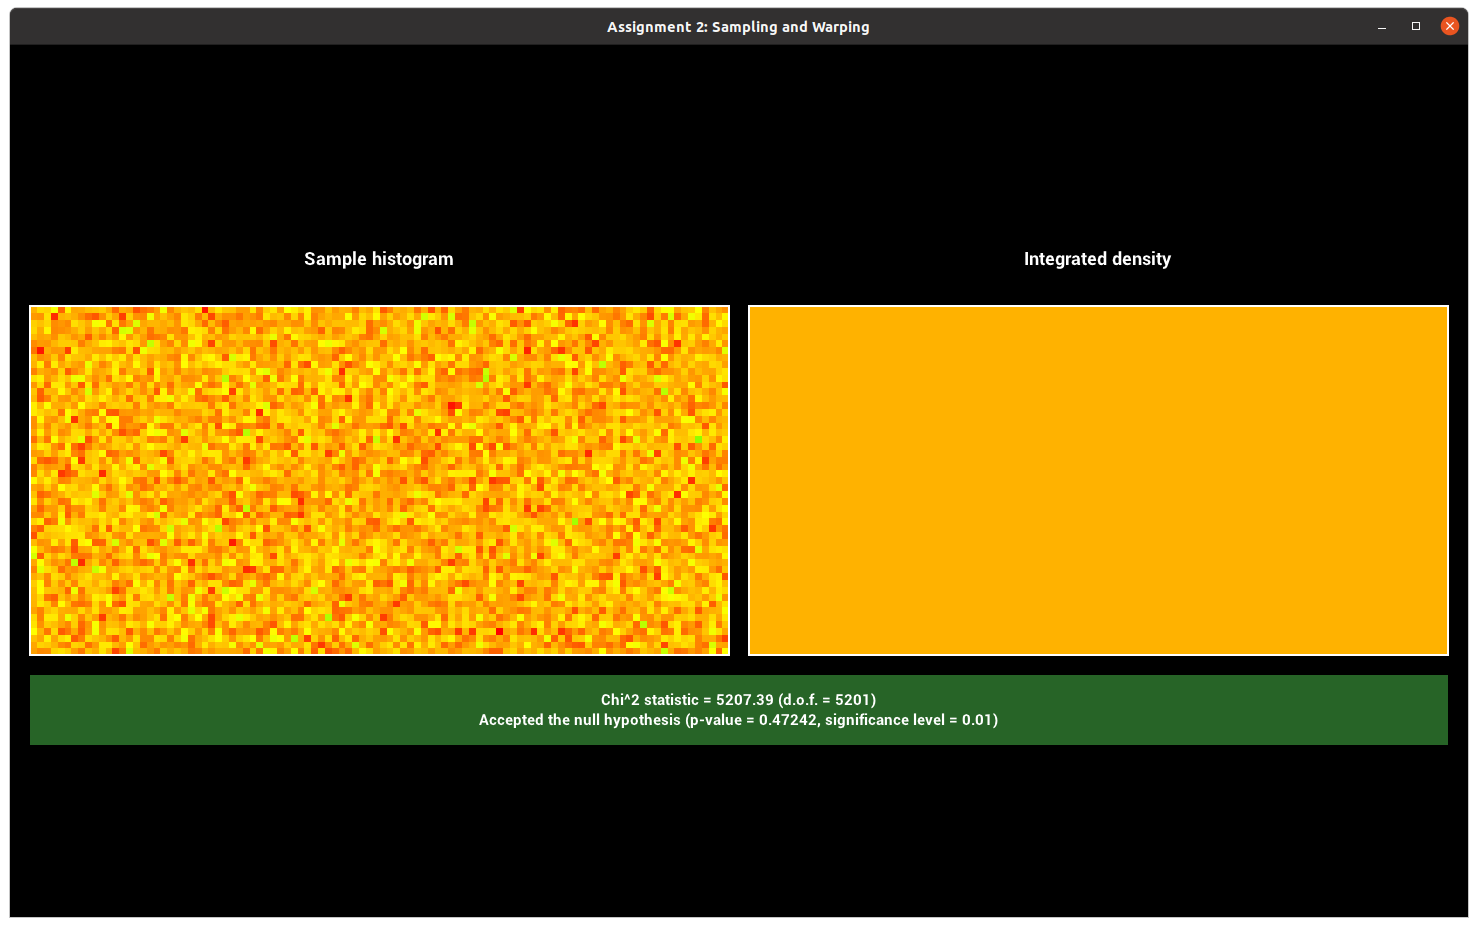 Assignment 2: Sampling and Warping
Sample histogram
Integrated density
Chi^2 statistic = 5207.39 (d.o.f. = 5201)
Accepted the null hypothesis (p-value = 0.47242, significance level = 0.01)